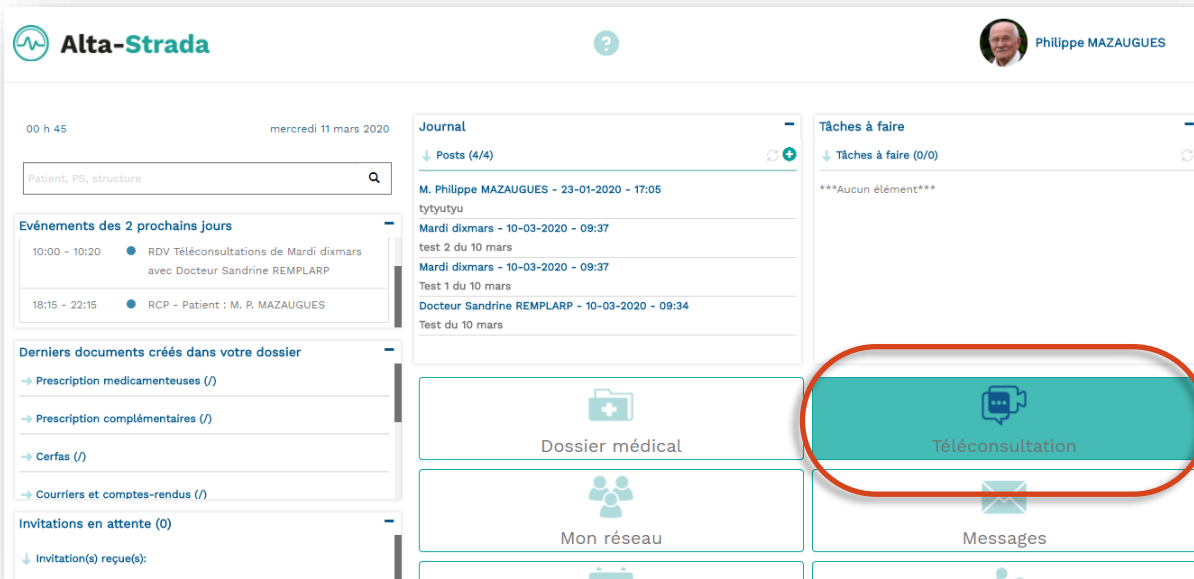 Alta-Strada
?
Philippe MAZAUGUES
00 h 45
mercredi 11 mars 2020
Patient, PS, structure
Evénements des 2 prochains jours
10:00 - 10:20
RDV Téléconsultations de Mardi dixmars
avec Docteur Sandrine REMPLARP
18:15 - 22:15
RCP - Patient : M. P. MAZAUGUES
Derniers documents créés dans votre dossier
Prescription medicamenteuses (/)
Prescription complémentaires (/)
Cerfas (/)
Courriers et comptes-rendus (/)
Invitations en attente (0)
Invitation(s) reçue(s):
Journal
Posts (4/4)
M. Philippe MAZAUGUES - 23-01-2020 - 17:05
tytyutyu
Mardi dixmars - 10-03-2020 - 09:37
test 2 du 10 mars
Mardi dixmars - 10-03-2020 - 09:37
Test 1 du 10 mars
Docteur Sandrine REMPLARP - 10-03-2020 - 09:34
Test du 10 mars
Tâches à faire
Tâches à faire (0/0)
***Aucun élément***
Dossier médical
Téléconsultation
Mon réseau
Messages